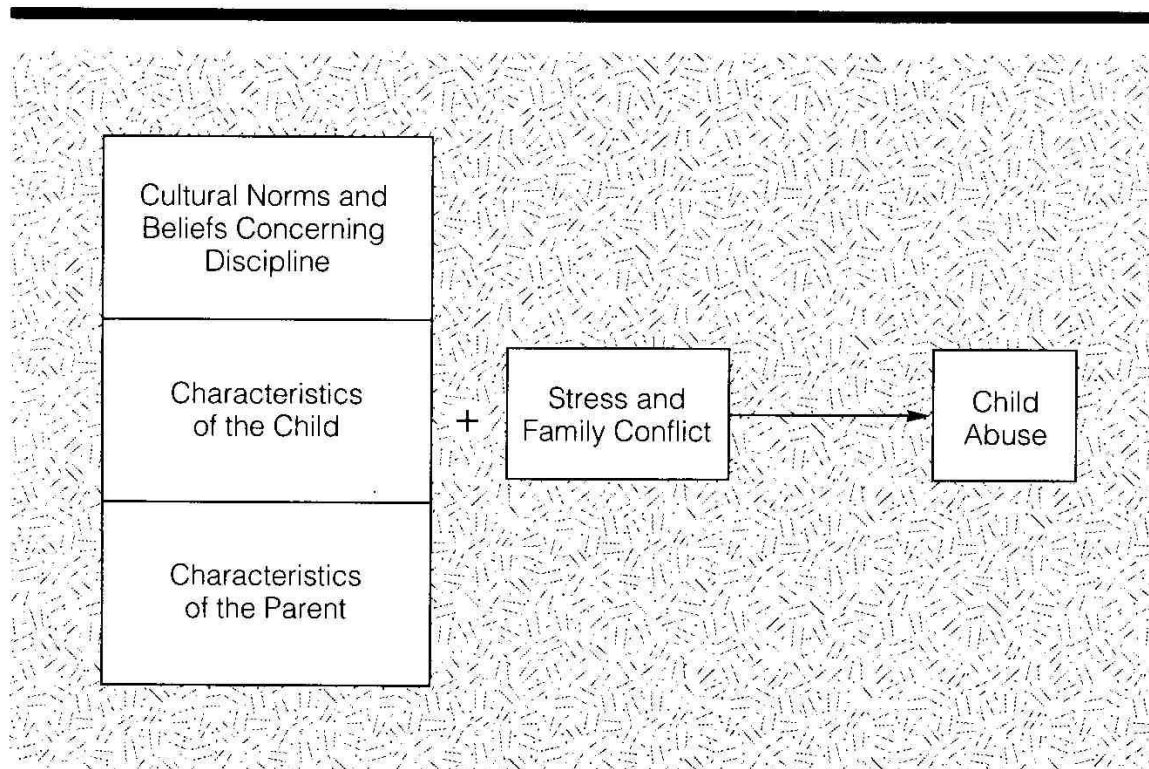 Cultural Norms and
Beliefs Concerning
Discipline
Characteristics
of the Child
+
Stress and
Family Conflict
Child
Abuse
Characteristics
of the Parent